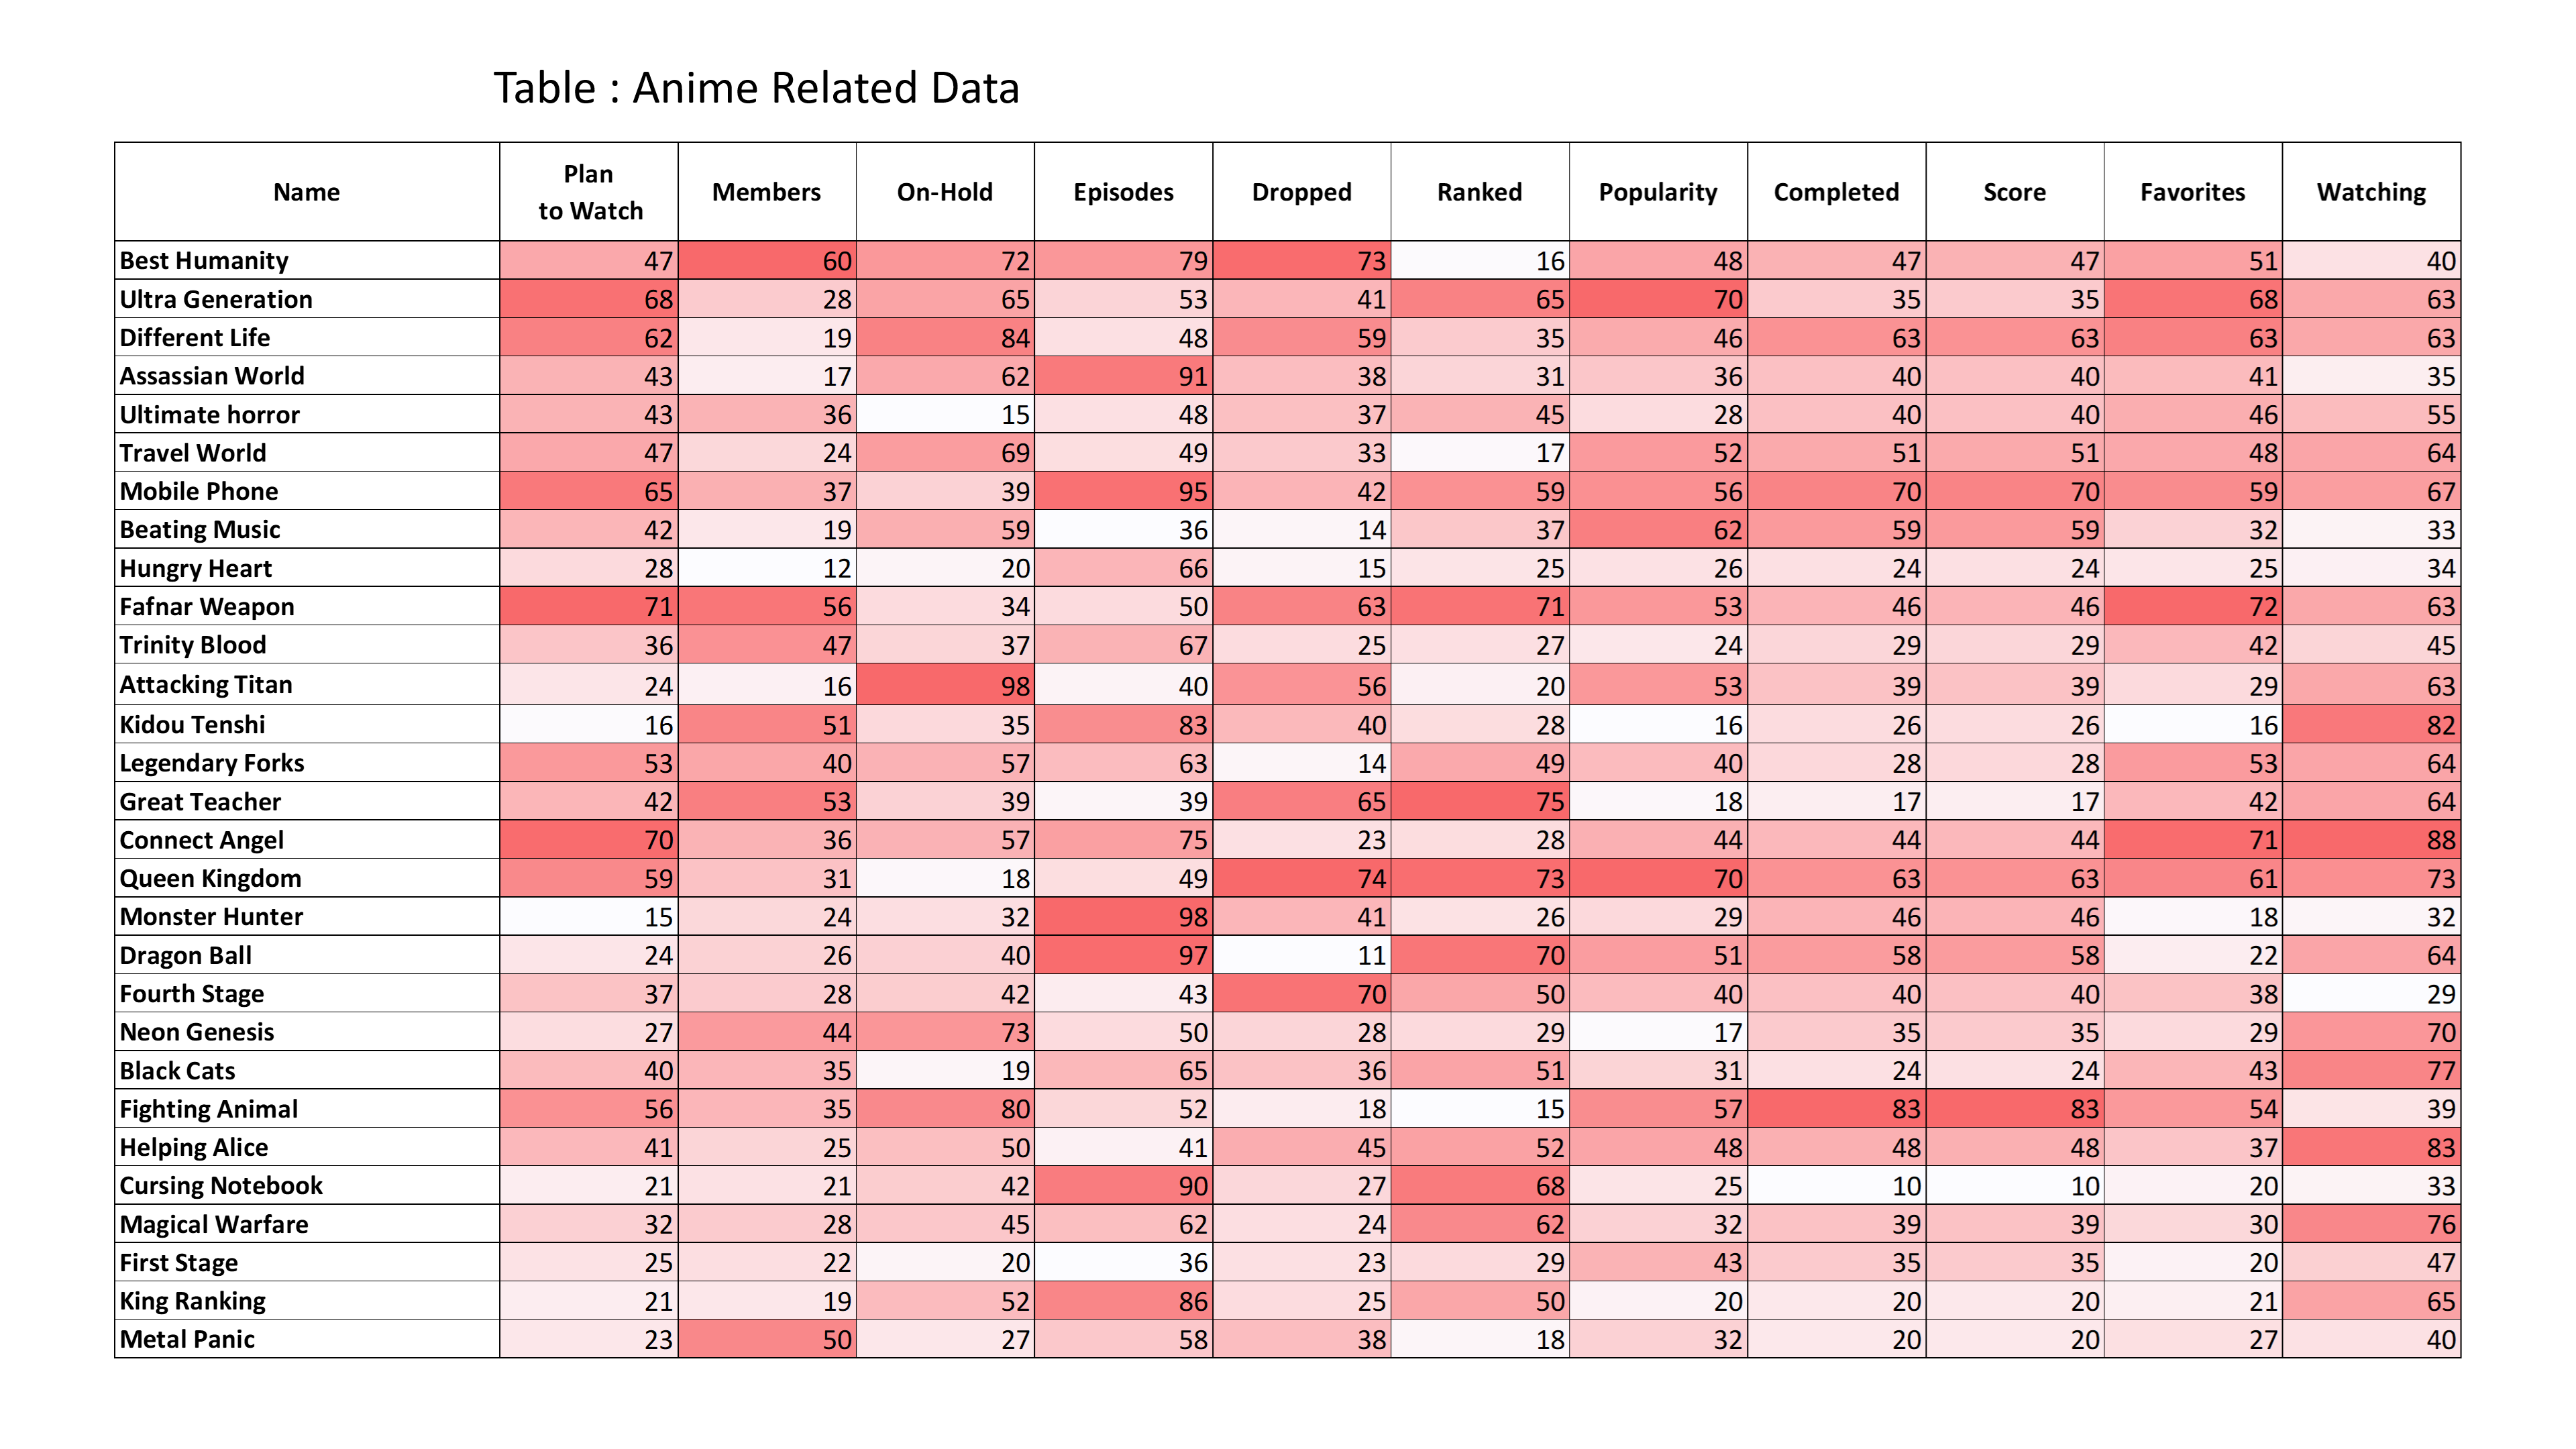 Table : Anime Related Data
Name Plan to Watch Members On-Hold Episodes Dropped Ranked Popularity Completed Score Favorites Watching
Best Humanity 47 60 72 79 73 16 48 47 47 51 40
Ultra Generation 68 28 65 53 41 65 70 35 35 68 63
Different Life 62 19 84 48 59 35 46 63 63 63 63
Assassian World 43 17 62 91 38 31 36 40 40 41 35
Ultimate horror 43 36 15 48 37 45 28 40 40 46 55
Travel World 47 24 69 49 33 17 52 51 51 48 64
Mobile Phone 65 37 39 95 42 59 56 70 70 59 67
Beating Music 42 19 59 36 14 37 62 59 59 32 33
Hungry Heart 28 12 20 66 15 25 26 24 24 25 34
Fafnar Weapon 71 56 34 50 63 71 53 46 46 72 63
Trinity Blood 36 47 37 67 25 27 24 29 29 42 45
Attacking Titan 24 16 98 40 56 20 53 39 39 29 63
Kidou Tenshi 16 51 35 83 40 28 16 26 26 16 82
Legendary Forks 53 40 57 63 14 49 40 28 28 53 64
Great Teacher 42 53 39 39 65 75 18 17 17 42 64
Connect Angel 70 36 57 75 23 28 44 44 44 71 88
Queen Kingdom 59 31 18 49 74 73 70 63 63 61 73
Monster Hunter 15 24 32 98 41 26 29 46 46 18 32
Dragon Ball 24 26 40 97 11 70 51 58 58 22 64
Fourth Stage 37 28 42 43 70 50 40 40 40 38 29
Neon Genesis 27 44 73 50 28 29 17 35 35 29 70
Black Cats 40 35 19 65 36 51 31 24 24 43 77
Fighting Animal 56 35 80 52 18 15 57 83 83 54 39
Helping Alice 41 25 50 41 45 52 48 48 48 37 83
Cursing Notebook 21 21 42 90 27 68 25 10 10 20 33
Magical Warfare 32 28 45 62 24 62 32 39 39 30 76
First Stage 25 22 20 36 23 29 43 35 35 20 47
King Ranking 21 19 52 86 25 50 20 20 20 21 65
Metal Panic 23 50 27 58 38 18 32 20 20 27 40